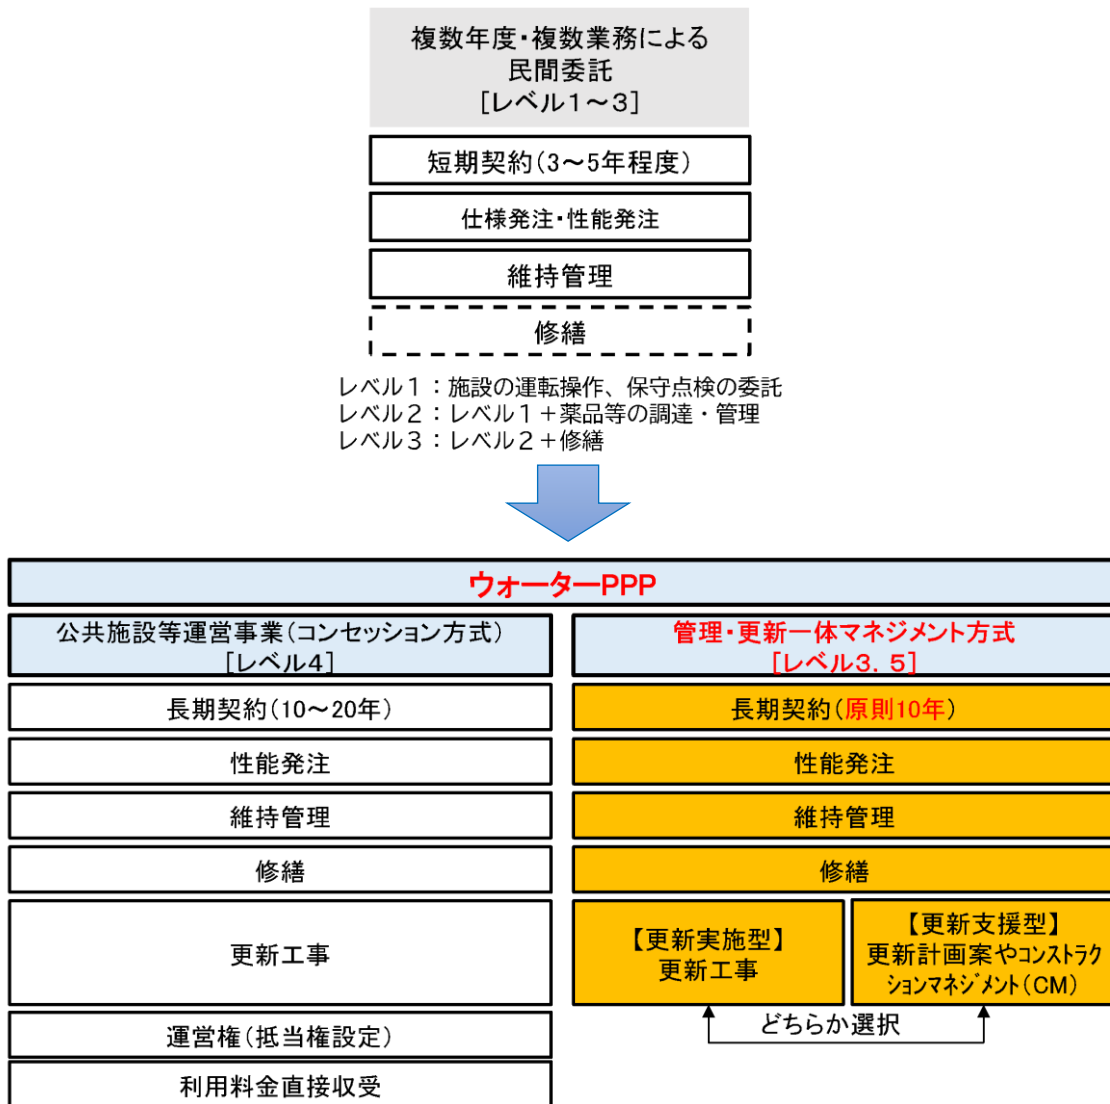 複数年度・複数業務による
民間委託
[レベル1～3]
短期契約(3～5年程度)
仕様発注・性能発注
維持管理
修繕
レベル１：施設の運転操作、保守点検の委託
レベル２：レベル１＋薬品等の調達・管理
レベル３：レベル２＋修繕
ウォーターPPP
公共施設等運営事業(コンセッション方式)
[レベル4]
長期契約(10～20年)
性能発注
維持管理
修繕
更新工事
運営権(抵当権設定)
利用料金直接収受
管理・更新一体マネジメント方式
[レベル3．5]
長期契約(原則10年)
性能発注
維持管理
修繕
【更新実施型】
更新工事
【更新支援型】
更新計画案やコンストラク
ションマネジメント(CM)
どちらか選択